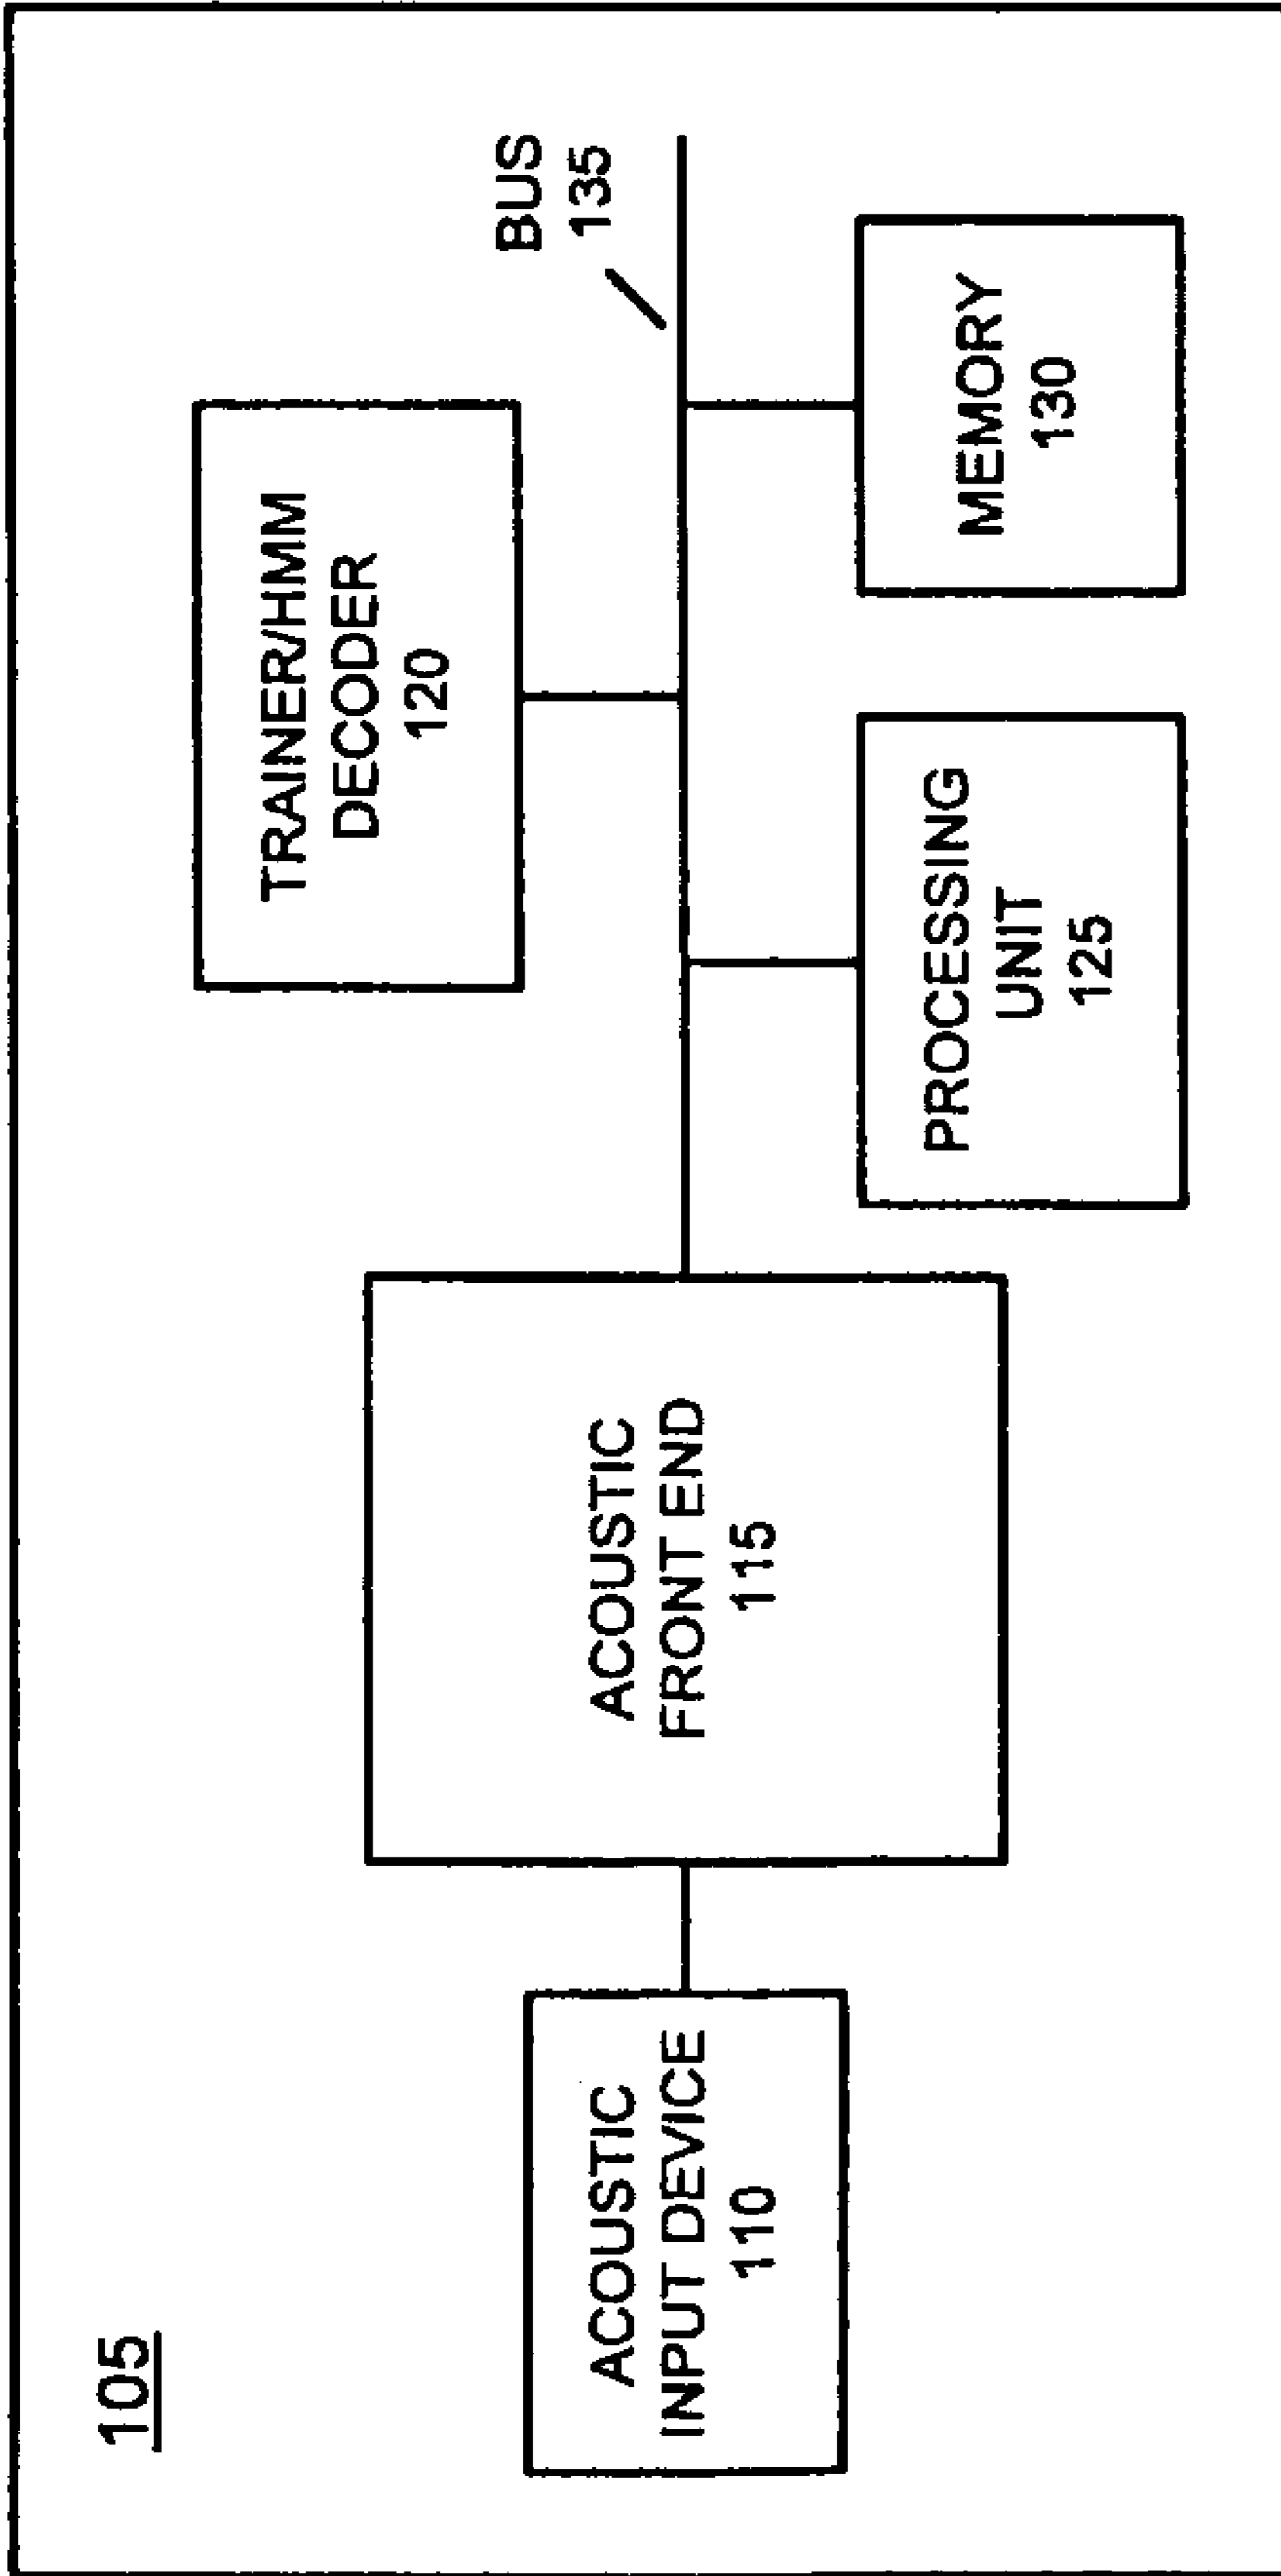 105
TRAINER/HMM
DECODER
120
BUS
135
ACOUSTIC
INPUT DEVICE
110
ACOUSTIC
FRONT END
115
PROCESSING
UNIT
125
MEMORY
130